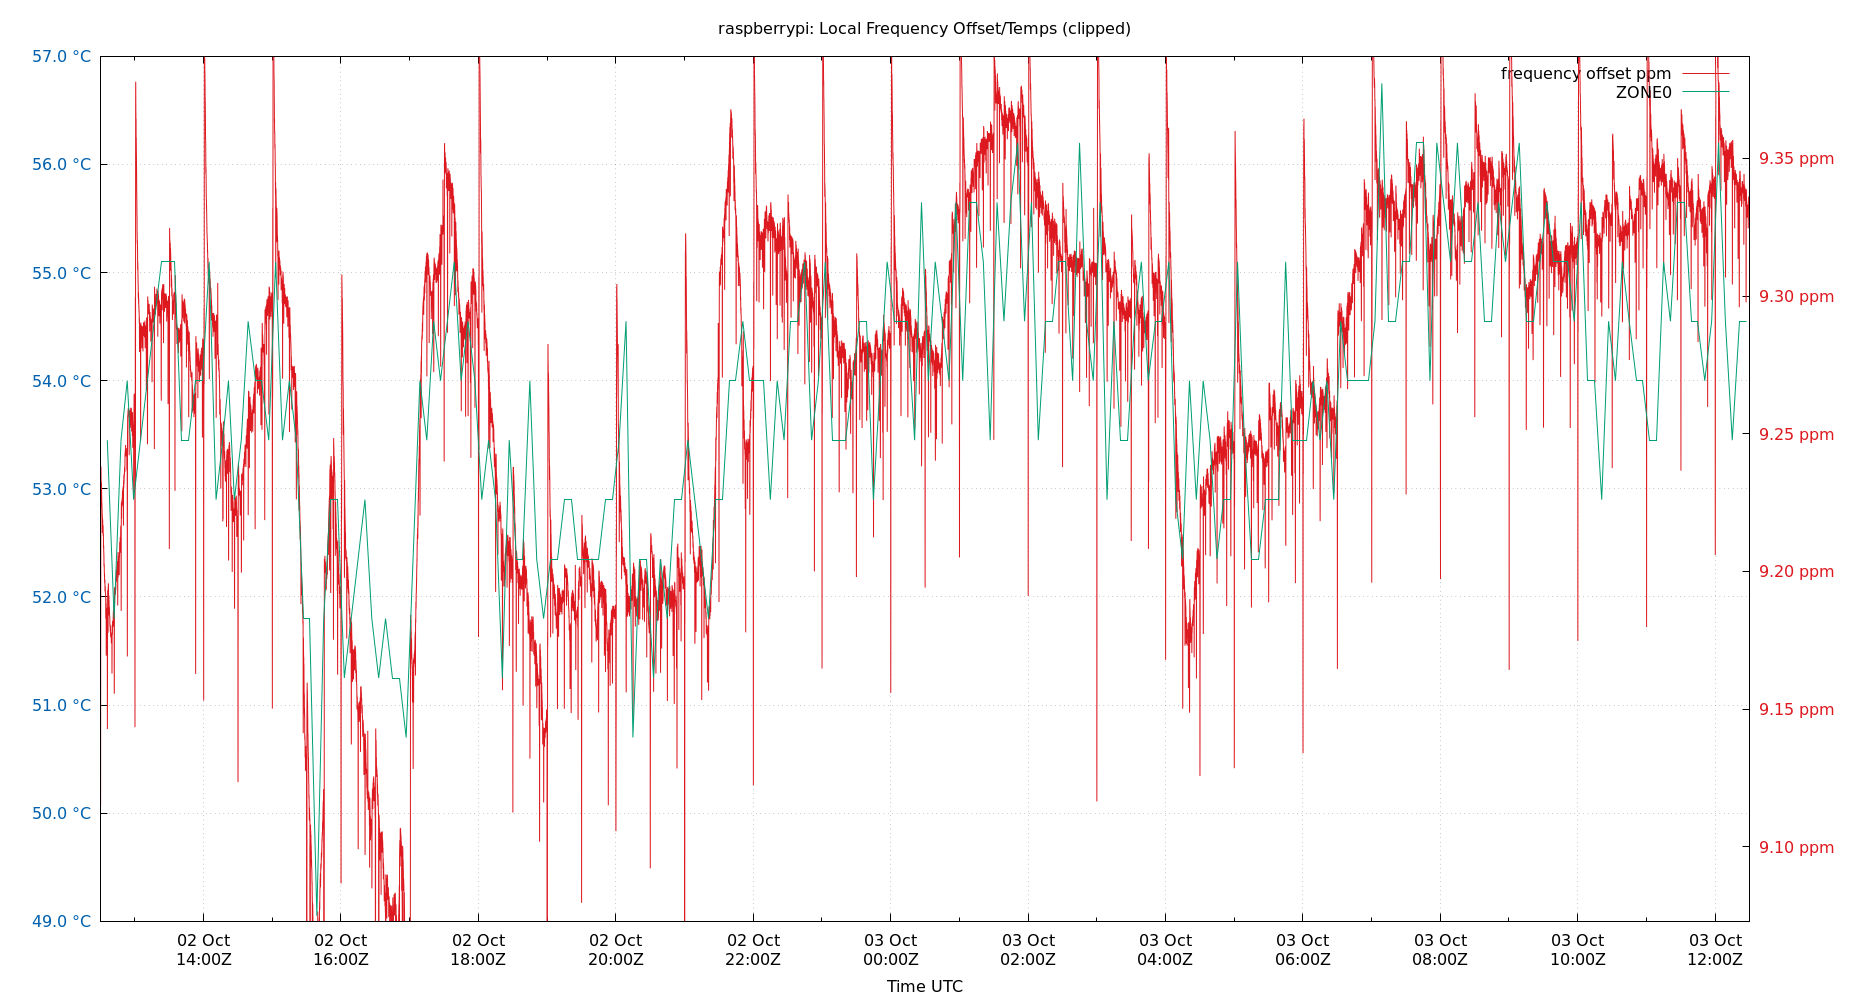 raspberrypi: Local Frequency Offset/Temps (clipped)
57.0 °C
56.0 °C
55.0 °C
54.0 °C
53.0 °C
52.0 °C
51.0 °C
50.0 °C
49.0 °C
frequency offset ppm
ZONE0
9.35 ppm
9.30 ppm
9.25 ppm
9.20 ppm
9.15 ppm
9.10 ppm
02 Oct
14:00Z
02 Oct
16:00Z
02 Oct
18:00Z
02 Oct
20:00Z
02 Oct
22:00Z
03 Oct
00:00Z
03 Oct
02:00Z
03 Oct
04:00Z
03 Oct
06:00Z
03 Oct
08:00Z
03 Oct
10:00Z
03 Oct
12:00Z
Time UTC